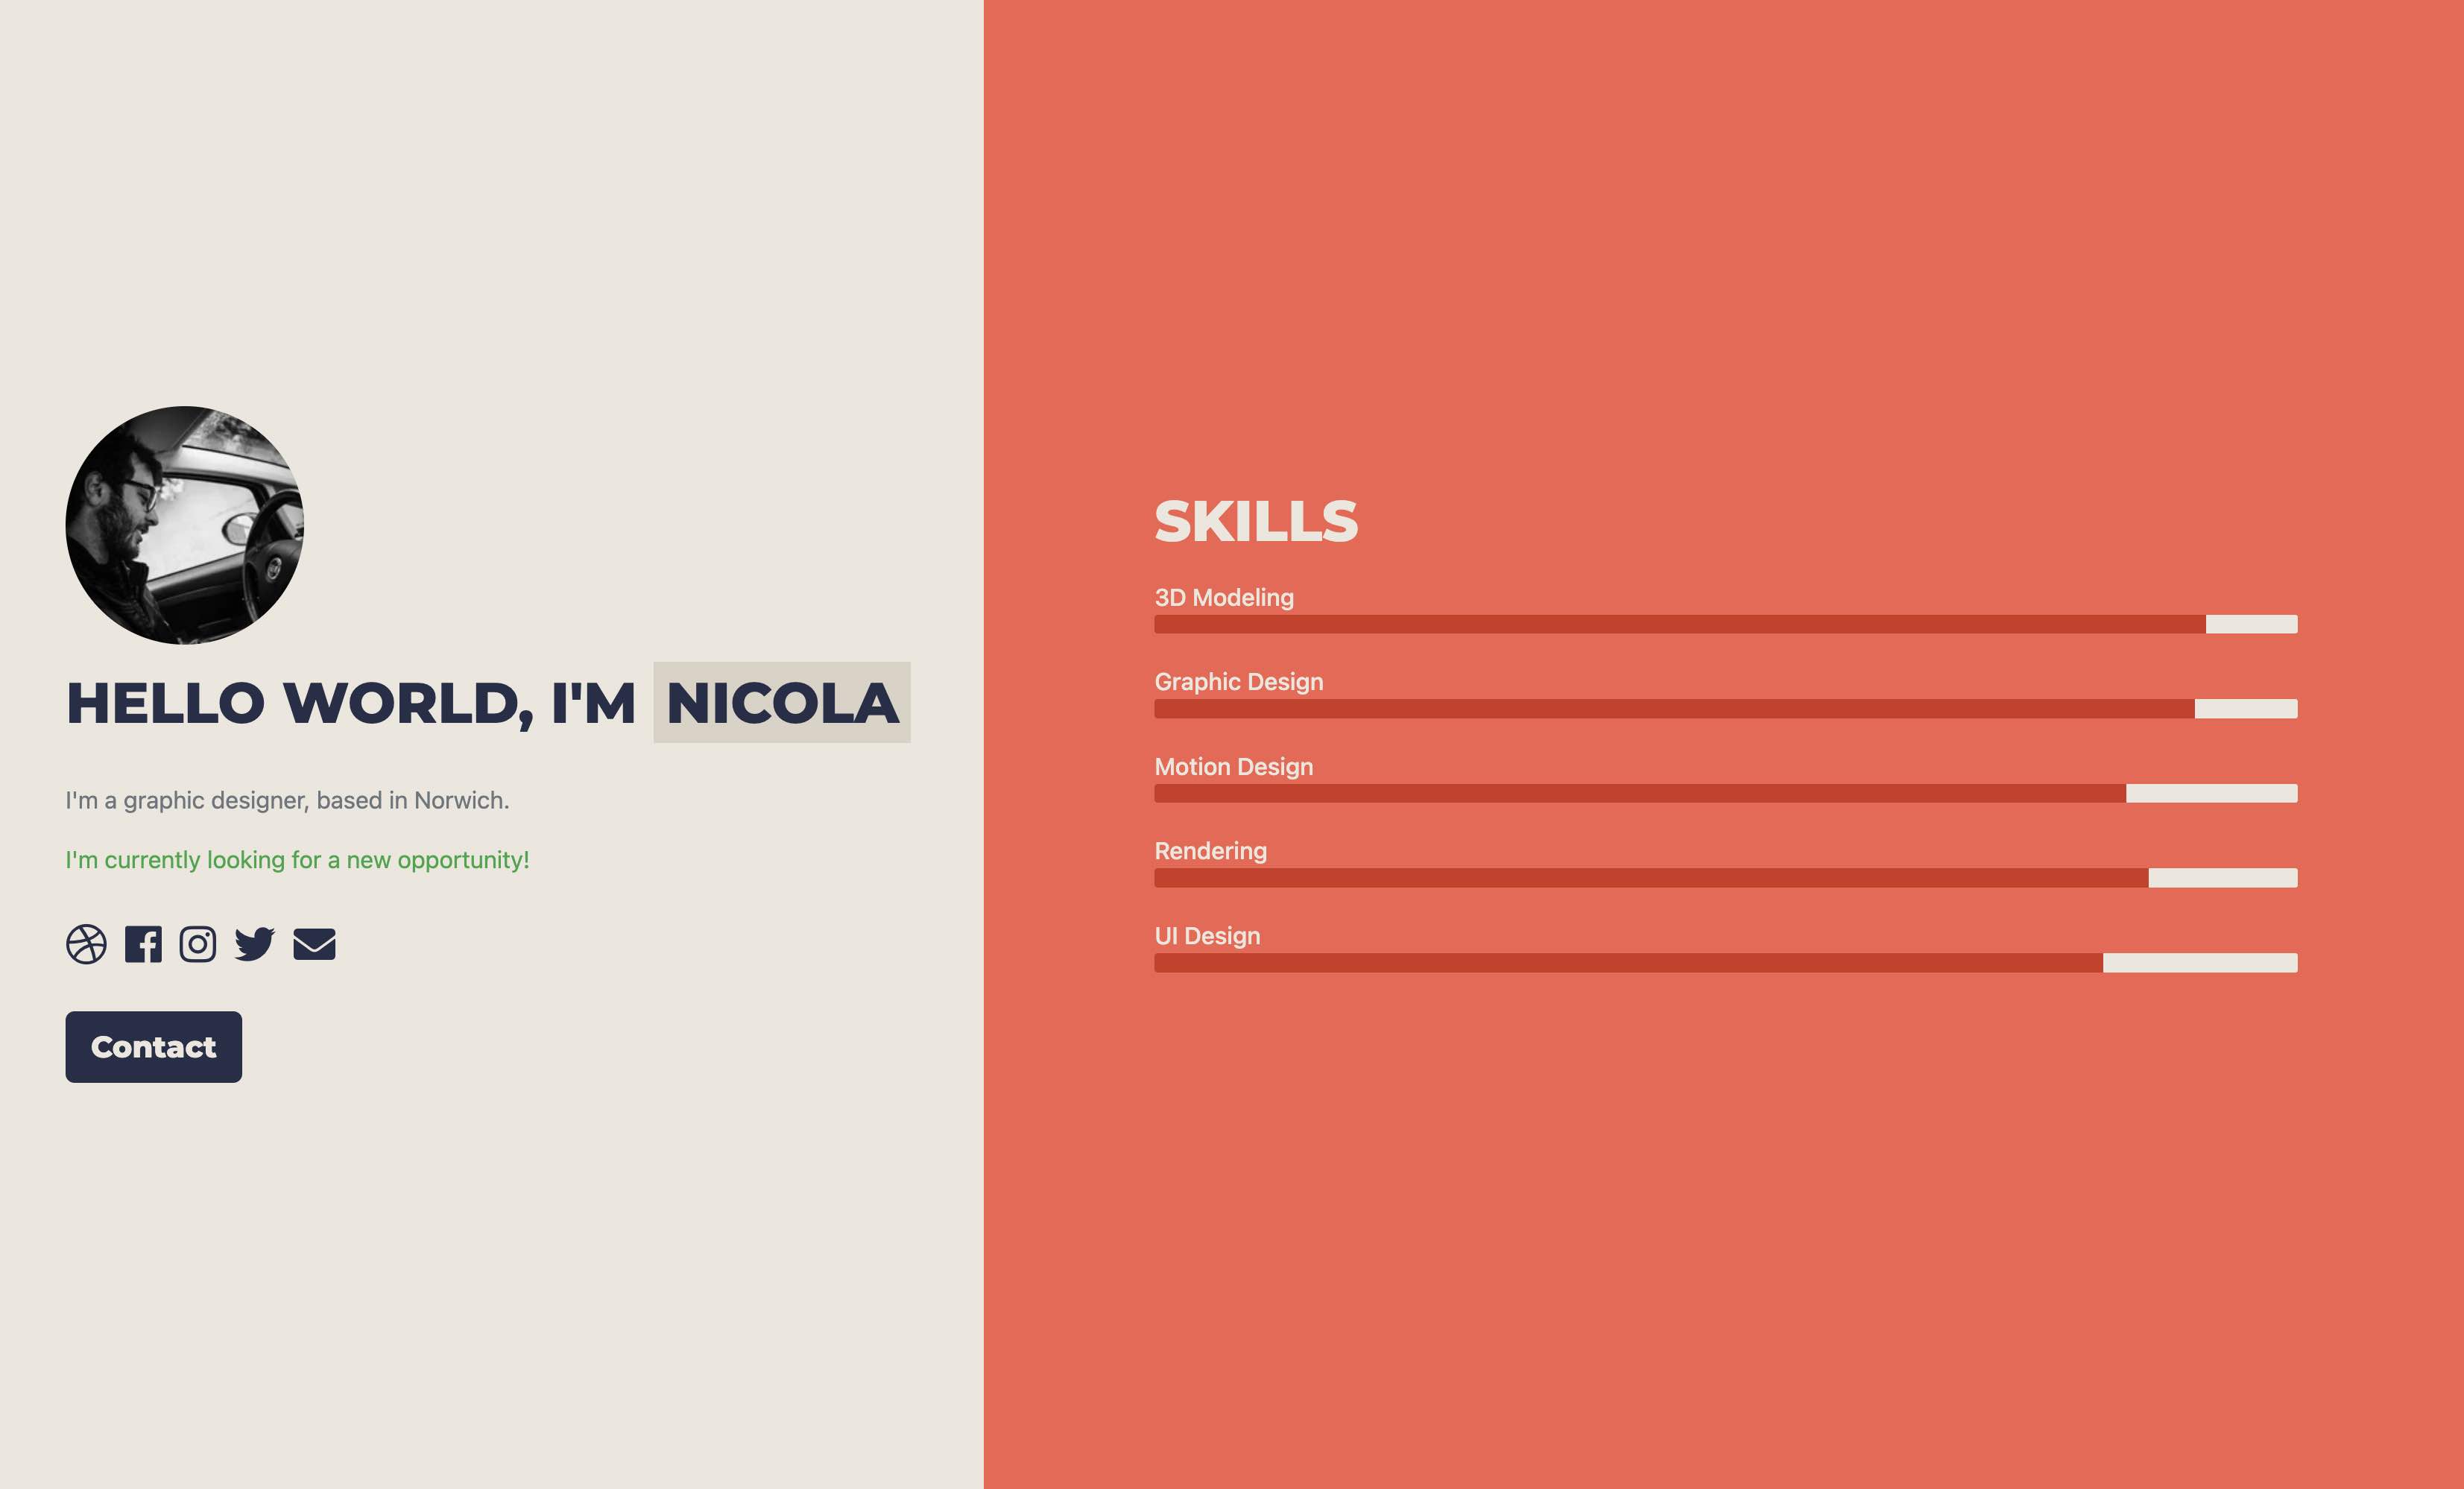 HELLO WORLD, I'M NICOLA
I'm a graphic designer, based in Norwich.
I'm currently looking for a new opportunity!
Contact
SKILLS
3D Modeling
Graphic Design
Motion Design
Rendering
UI Design